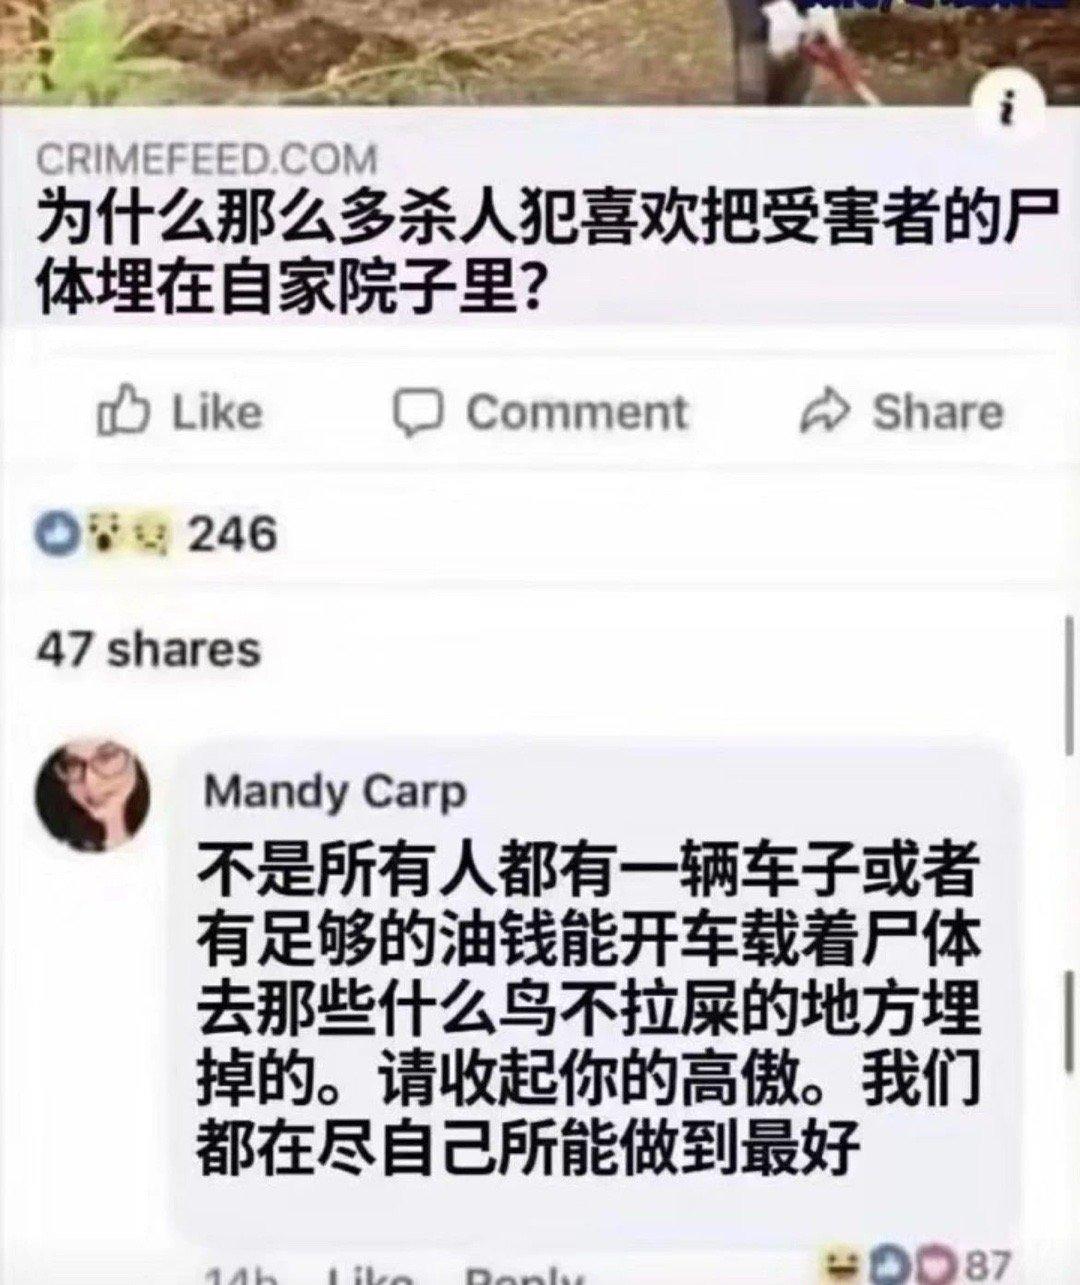 CRIMEFEED.COM
为什么那么多杀人犯喜欢把受害者的尸
体埋在自家院子里?
Like Comment Share
246
47 shares
Mandy Carp
不是所有人都有一辆车子或者
有足够的油钱能开车载着尸体
去那些什么鸟不拉屎的地方埋
掉的。请收起你的高傲。我们
都在尽自己所能做到最好
14h Like Reply 87